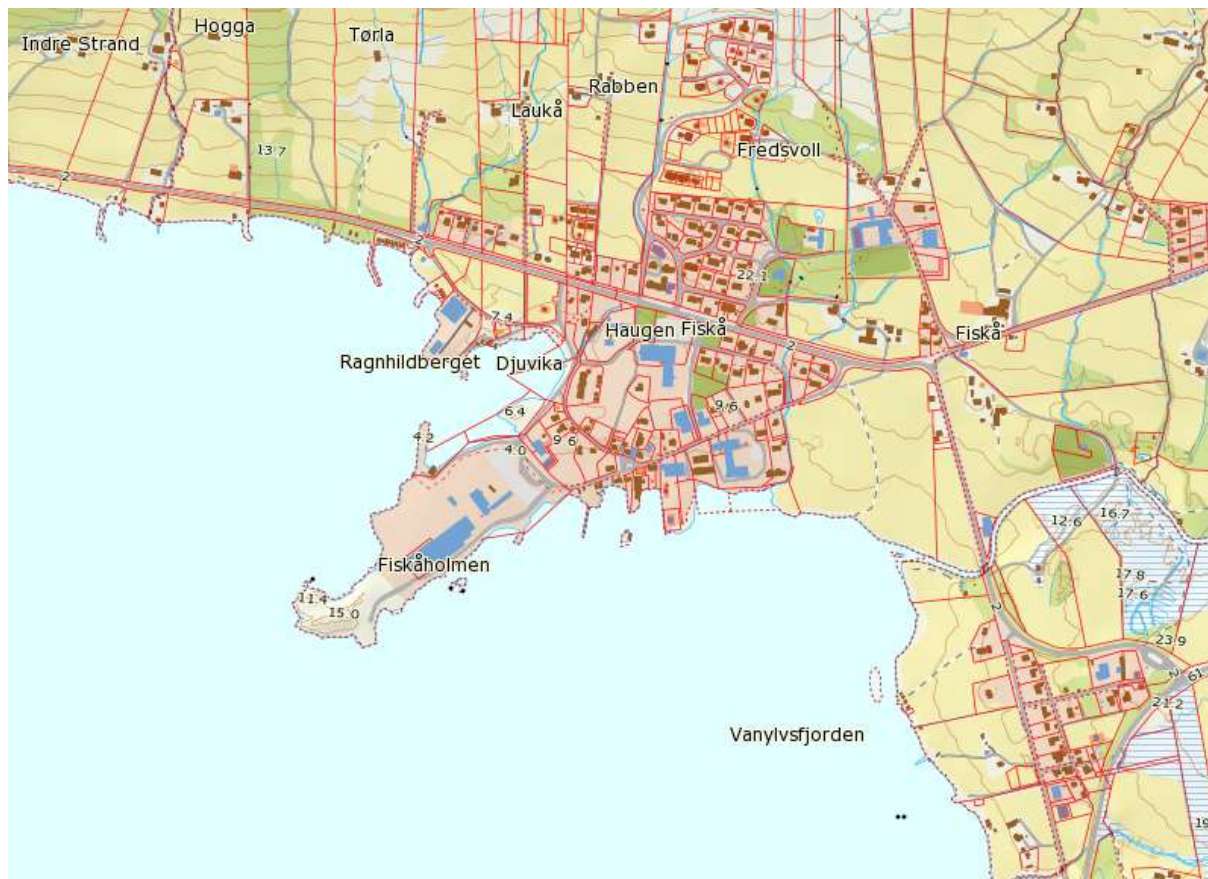 Hogga
Tørla
Indre Strand
Rabben
Laukå
13.7
Fredsvoll
2
2
22.1
7.4
Haugen
Fiskå
Fiskå
2
Ragnhildberget
Djuvika
6.4
9.6
4.2
9.6
4.0
16.7
12.6
Fiskåholmen
17.8
17.6
11.4
15.0
2
23.9
2
61
21.2
Vanylvsfjorden
19